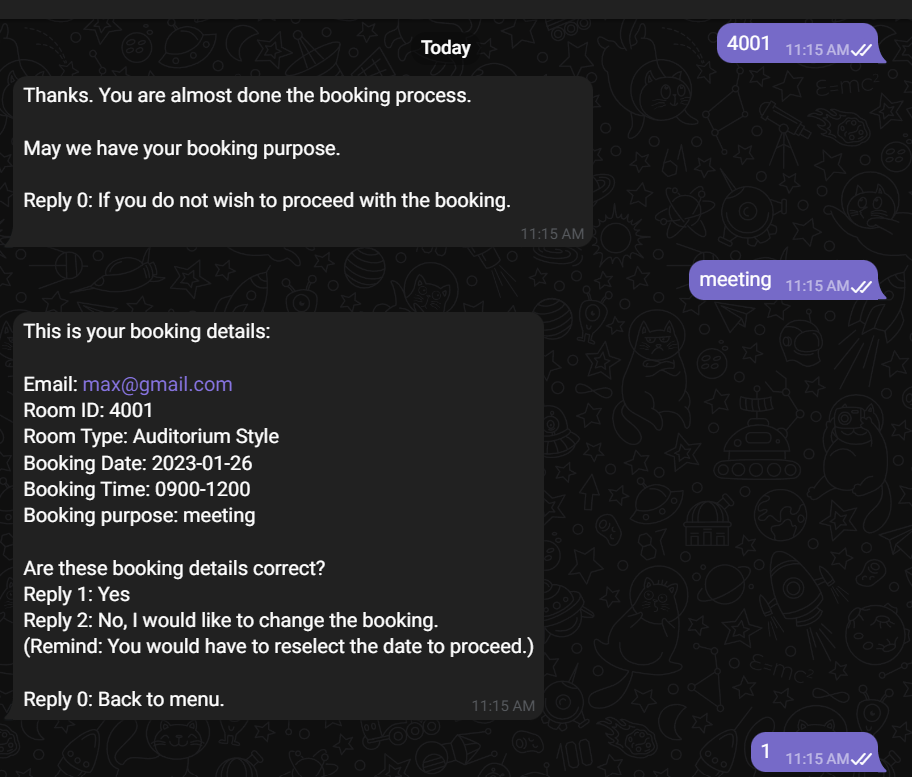 Today
4001
11:15 AM
Thanks. You are almost done the booking process.
May we have your booking purpose.
Reply 0: If you do not wish to proceed with the booking.
11:15 AM
meeting 11:15 AM
This is your booking details:
Email: max@gmail.com
Room ID: 4001
Room Type: Auditorium Style
Booking Date: 2023-01-26
Booking Time: 0900-1200
Booking purpose: meeting
Are these booking details correct?
Reply 1: Yes
Reply 2: No, I would like to change the booking.
(Remind: You would have to reselect the date to proceed.)
Reply 0: Back to menu.
11:15 AM
1 11:15 AM